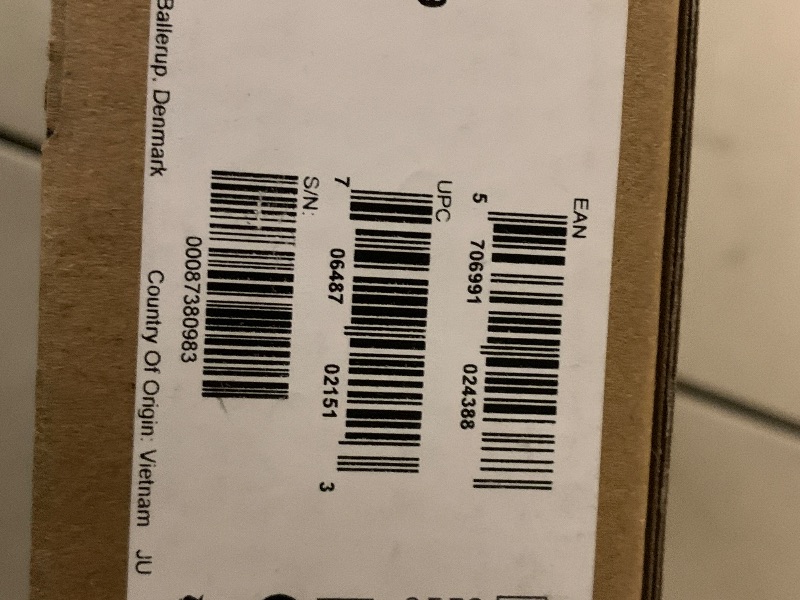 EAN
5 706991 024388
UPC
7 06487 02151 3
S/N:
00087380983
Ballerup, Denmark
Country Of Origin: Vietnam JU